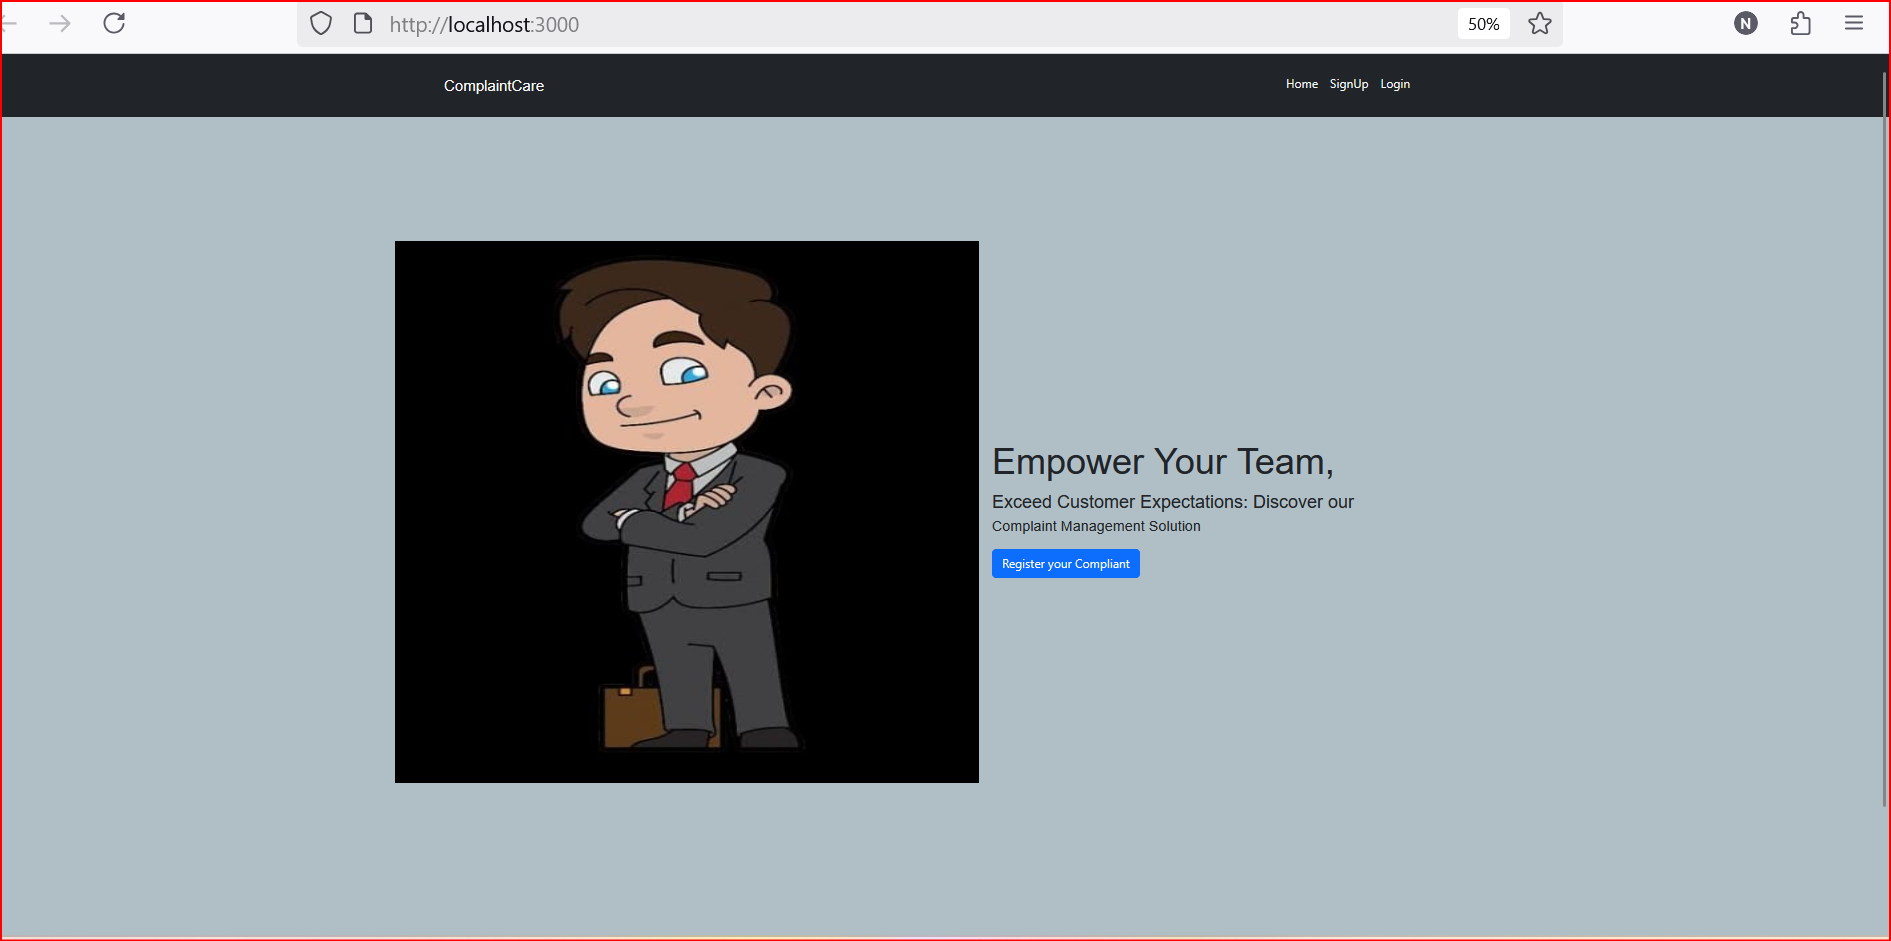 http://localhost:3000
50%
N
ComplaintCare
Home SignUp Login
Empower Your Team,
Exceed Customer Expectations: Discover our
Complaint Management Solution
Register your Compliant